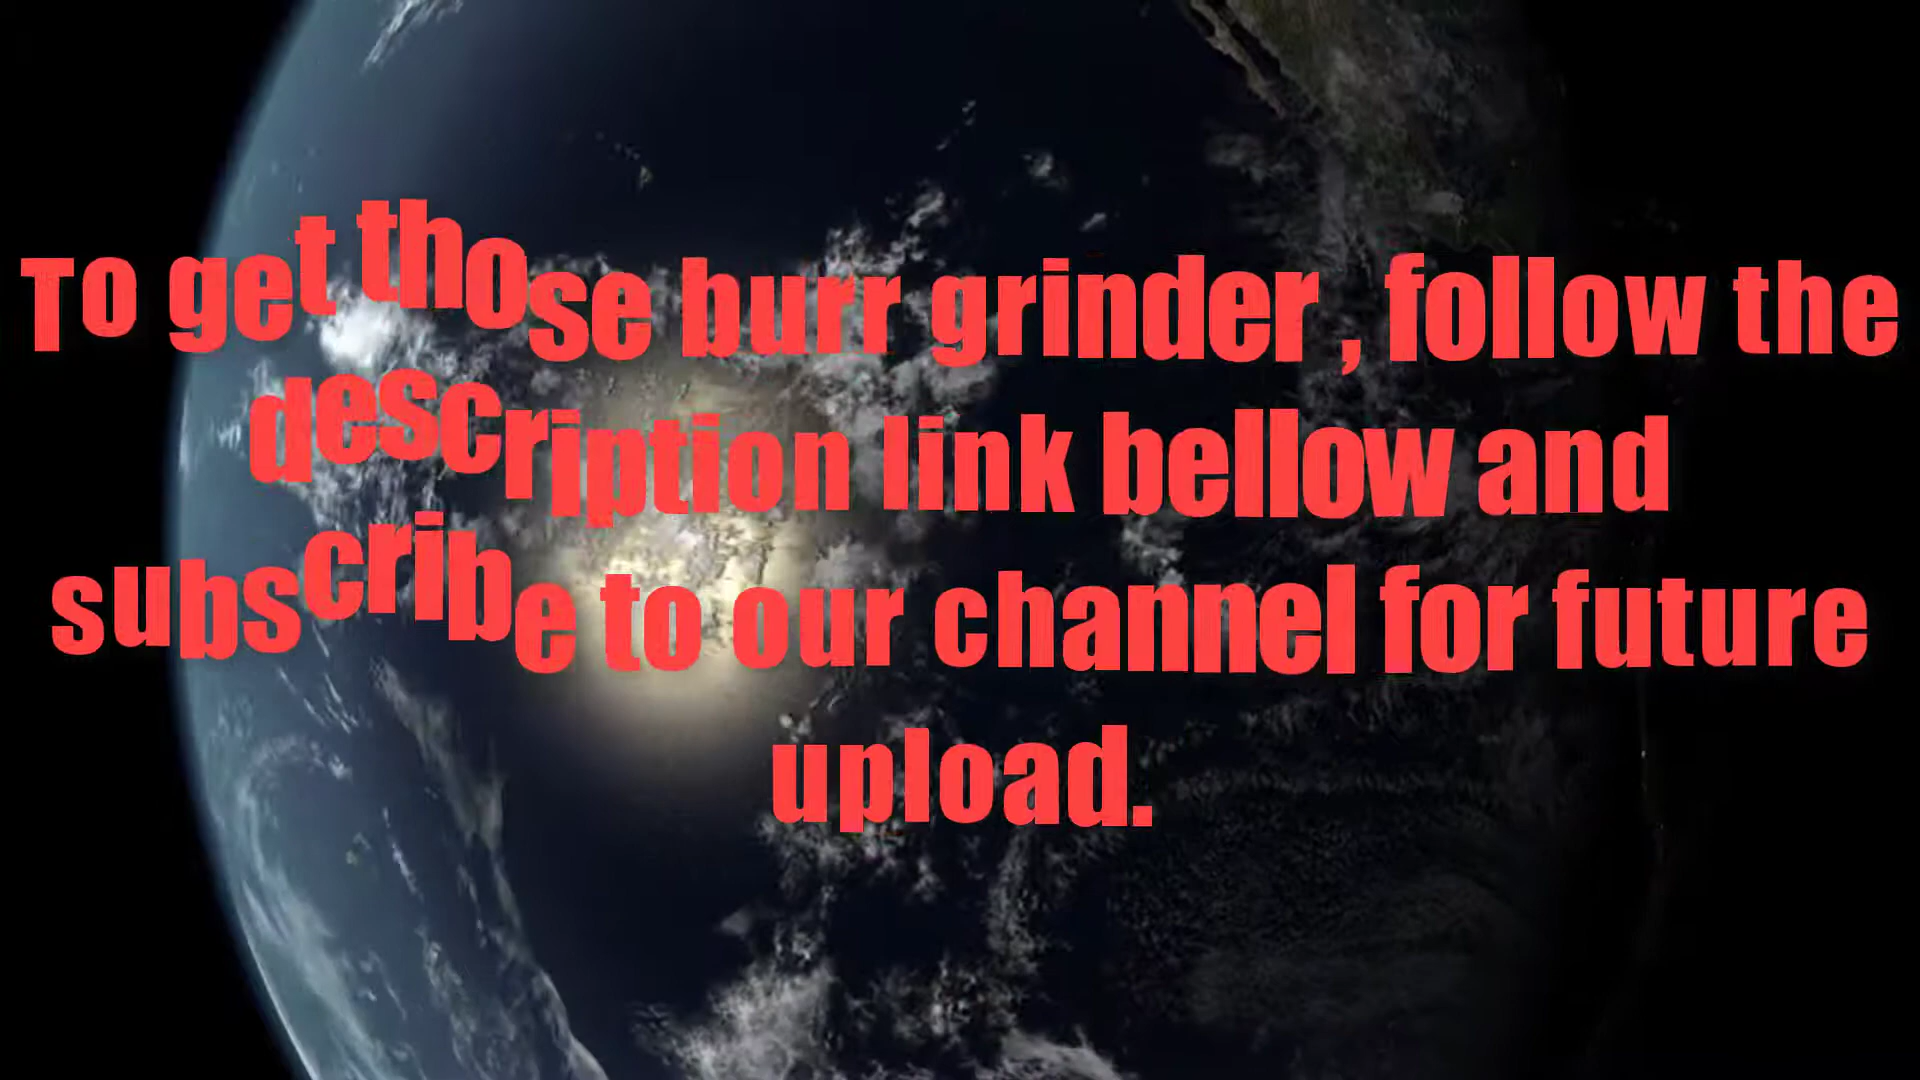 To get those burr grinder , follow the
description link bellow and
subscribe to our channel for future
upload.